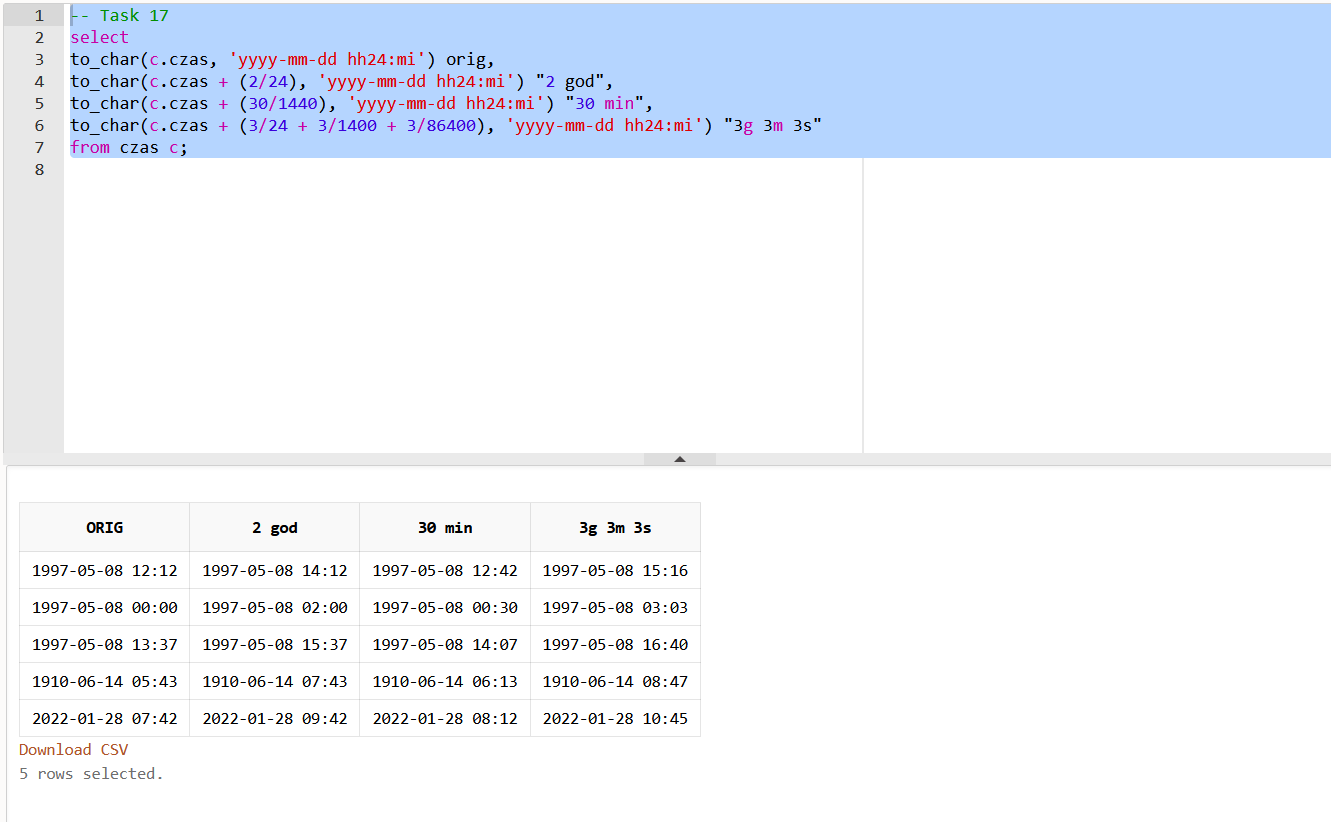 1 -- Task 17
2 select
3 to_char(c.czas, 'yyyy-mm-dd hh24:mi') orig,
4 to_char(c.czas + (2/24), 'yyyy-mm-dd hh24:mi') "2 god",
5 to_char(c.czas + (30/1440), 'yyyy-mm-dd hh24:mi') "30 min",
6 to_char(c.czas + (3/24 + 3/1400 + 3/86400), 'yyyy-mm-dd hh24:mi') "3g 3m 3s"
7 from czas c;
8
ORIG 2 god 30 min 3g 3m 3s
1997-05-08 12:12 1997-05-08 14:12 1997-05-08 12:42 1997-05-08 15:16
1997-05-08 00:00 1997-05-08 02:00 1997-05-08 00:30 1997-05-08 03:03
1997-05-08 13:37 1997-05-08 15:37 1997-05-08 14:07 1997-05-08 16:40
1910-06-14 05:43 1910-06-14 07:43 1910-06-14 06:13 1910-06-14 08:47
2022-01-28 07:42 2022-01-28 09:42 2022-01-28 08:12 2022-01-28 10:45
Download CSV
5 rows selected.